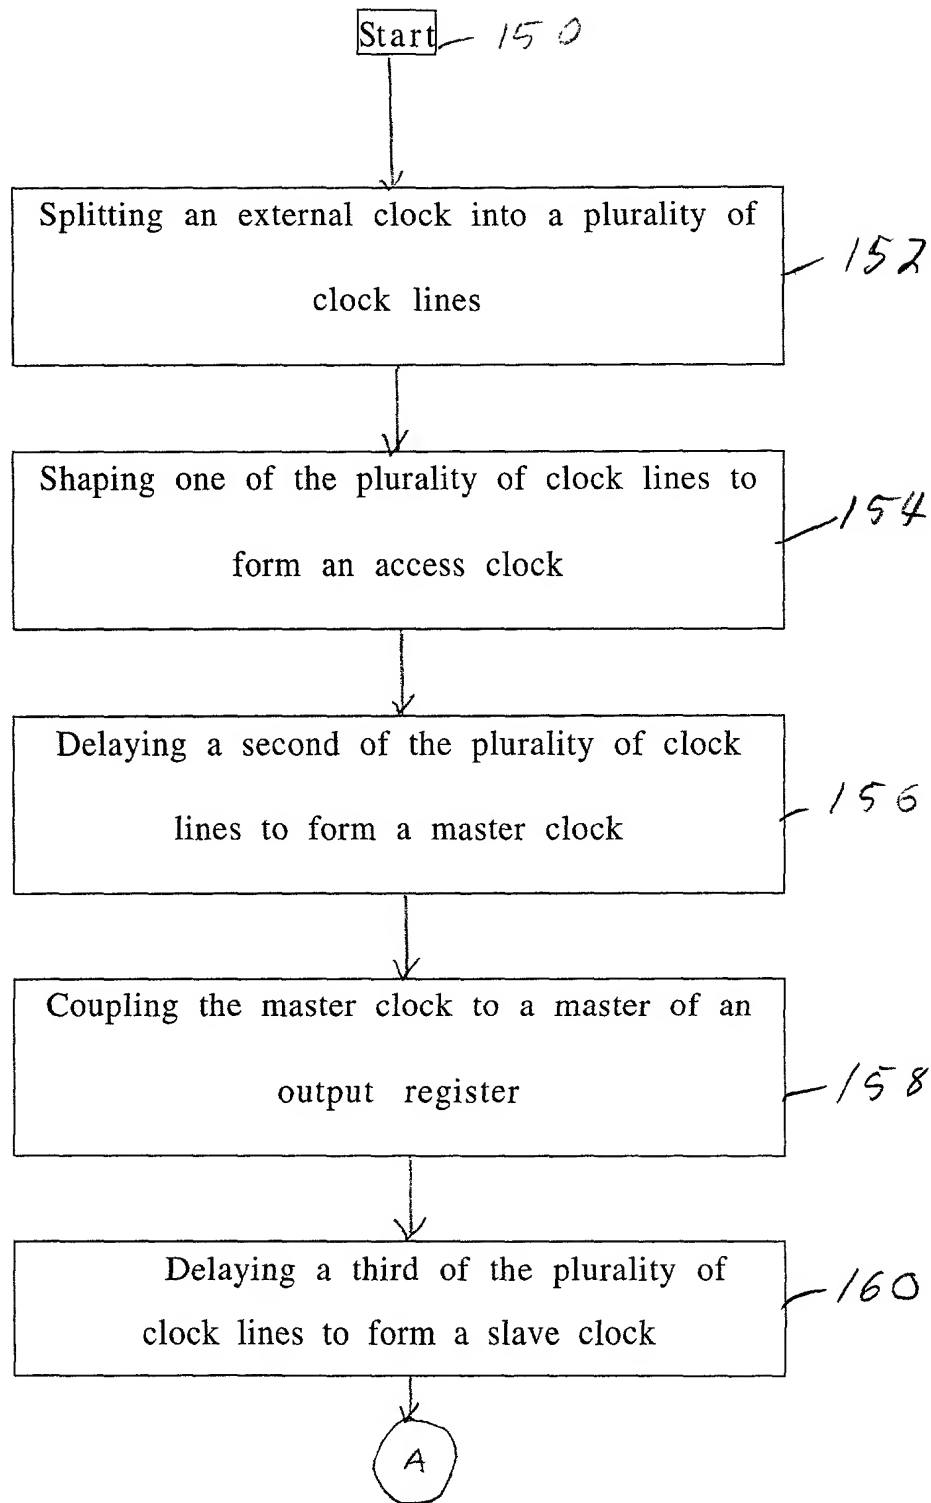 Start 150
Splitting an external clock into a plurality of
clock lines
152
Shaping one of the plurality of clock lines to
form an access clock
154
Delaying a second of the plurality of clock
lines to form a master clock
156
Coupling the master clock to a master of an
output register
158
Delaying a third of the plurality of
clock lines to form a slave clock
160
A